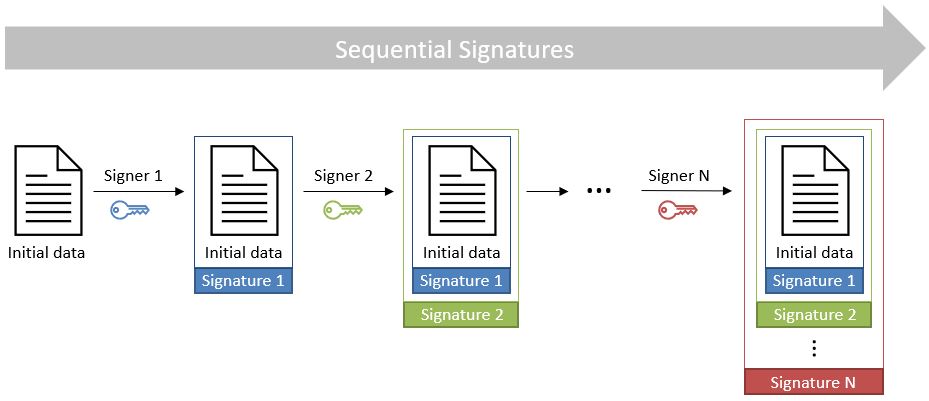 Sequential Signatures
Signer 1
Signer 2
Signer N
Initial data
Initial data
Initial data
Initial data
Signature 1
Signature 1
Signature 1
Signature 2
Signature 2
Signature N